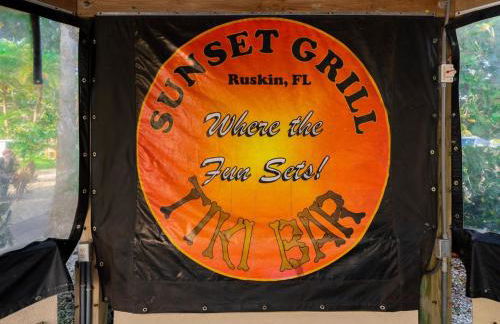 SUNSET GRILL
Ruskin, FL
Where the
Fun Sets!
TIKI BAR